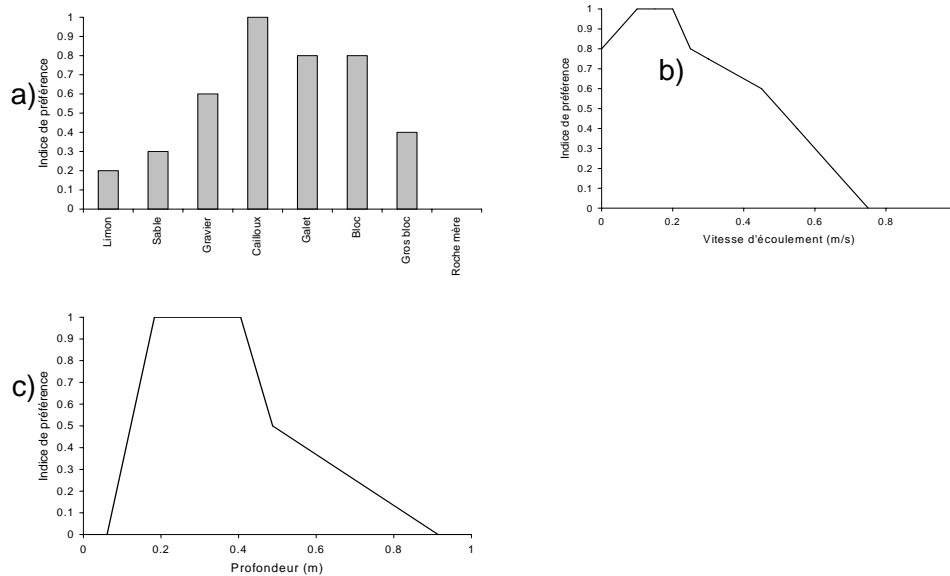 a)
Indice de préférence
1
0.9
0.8
0.7
0.6
0.5
0.4
0.3
0.2
0.1
0
Limon
Sable
Gravier
Cailloux
Galet
Bloc
Gros bloc
Roche mère
b)
Indice de préférence
1
0.9
0.8
0.7
0.6
0.5
0.4
0.3
0.2
0.1
0
0 0.2 0.4 0.6 0.8
Vitesse d'écoulement (m/s)
c)
Indice de préférence
1
0.9
0.8
0.7
0.6
0.5
0.4
0.3
0.2
0.1
0
0 0.2 0.4 0.6 0.8 1
Profondeur (m)